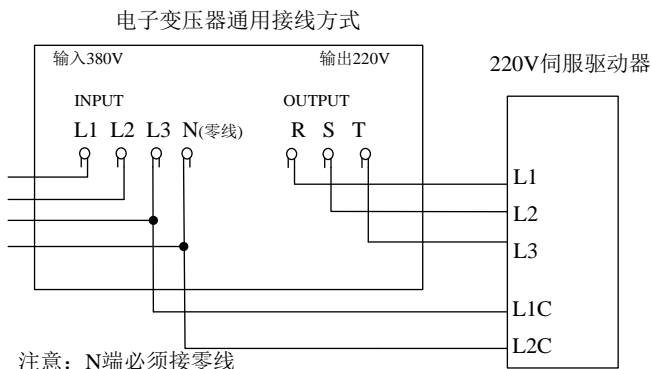 电子变压器通用接线方式
输入380V 输出220V
220V伺服驱动器
INPUT OUTPUT
L1 L2 L3 N(零线) R S T
L1
L2
L3
L1C
L2C
注意：N端必须接零线